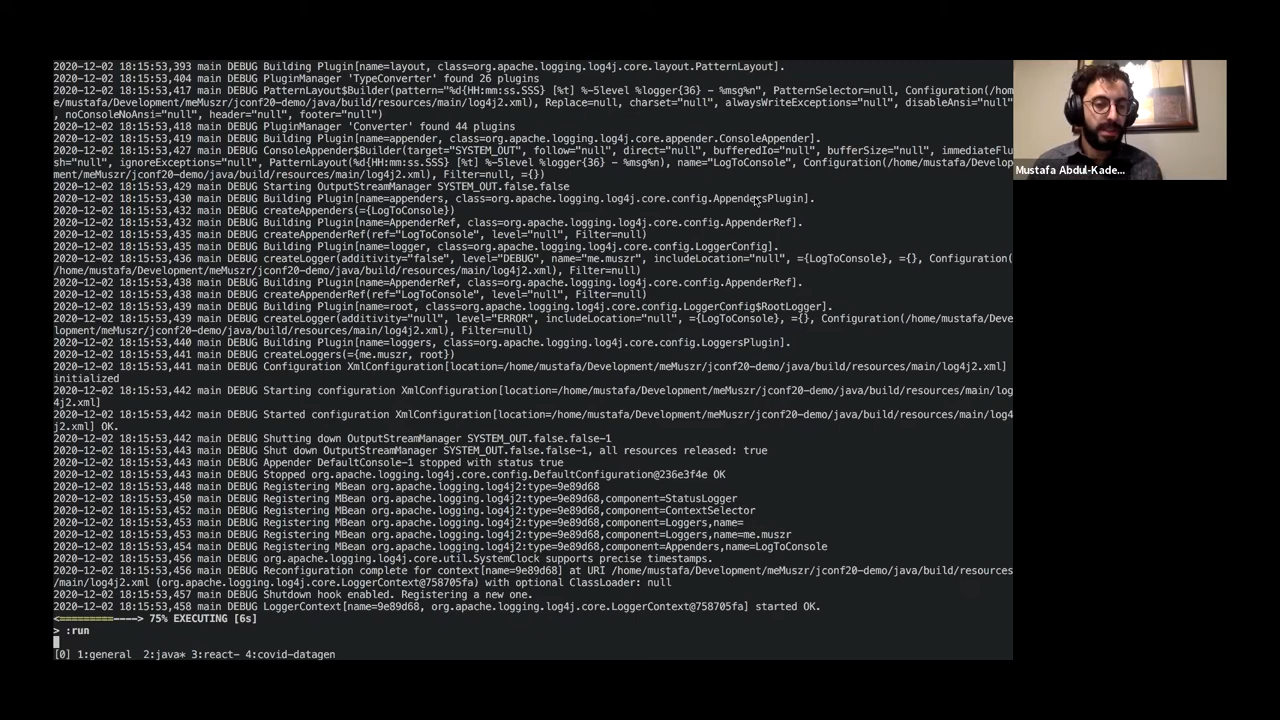 2020-12-02 18:15:53,393 main DEBUG Building Plugin[name=layout, class=org.apache.logging.log4j.core.layout.PatternLayout].
2020-12-02 18:15:53,404 main DEBUG PluginManager 'TypeConverter' found 26 plugins
2020-12-02 18:15:53,417 main DEBUG PatternLayout$Builder(pattern="%d{HH:mm:ss.SSS} [%t] %-5level %logger{36} - %msg%n", PatternSelector=null, Configuration(/hom
e/mustafa/Development/meMuszr/jconf20-demo/java/build/resources/main/log4j2.xml), Replace=null, charset="null", alwaysWriteExceptions="null", disableAnsi="null"
, noConsoleNoAnsi="null", header="null", footer="null")
2020-12-02 18:15:53,418 main DEBUG PluginManager 'Converter' found 44 plugins
2020-12-02 18:15:53,419 main DEBUG Building Plugin[name=appender, class=org.apache.logging.log4j.core.appender.ConsoleAppender].
2020-12-02 18:15:53,427 main DEBUG ConsoleAppender$Builder(target="SYSTEM_OUT", follow="null", direct="null", bufferedIo="null", bufferSize="null", immediateFlu
sh="null", ignoreExceptions="null", PatternLayout(%d{HH:mm:ss.SSS} [%t] %-5level %logger{36} - %msg%n), name="LogToConsole", Configuration(/home/mustafa/Develop
ment/meMuszr/jconf20-demo/java/build/resources/main/log4j2.xml), Filter=null, ={})
2020-12-02 18:15:53,429 main DEBUG Starting OutputStreamManager SYSTEM_OUT.false.false
2020-12-02 18:15:53,430 main DEBUG Building Plugin[name=appenders, class=org.apache.logging.log4j.core.config.AppendersPlugin].
2020-12-02 18:15:53,432 main DEBUG createAppenders(={LogToConsole})
2020-12-02 18:15:53,432 main DEBUG Building Plugin[name=AppenderRef, class=org.apache.logging.log4j.core.config.AppenderRef].
2020-12-02 18:15:53,435 main DEBUG createAppenderRef(ref="LogToConsole", level="null", Filter=null)
2020-12-02 18:15:53,435 main DEBUG Building Plugin[name=logger, class=org.apache.logging.log4j.core.config.LoggerConfig].
2020-12-02 18:15:53,436 main DEBUG createLogger(additivity="false", level="DEBUG", name="me.muszr", includeLocation="null", ={LogToConsole}, ={}, Configuration(
/home/mustafa/Development/meMuszr/jconf20-demo/java/build/resources/main/log4j2.xml), Filter=null)
2020-12-02 18:15:53,438 main DEBUG Building Plugin[name=AppenderRef, class=org.apache.logging.log4j.core.config.AppenderRef].
2020-12-02 18:15:53,438 main DEBUG createAppenderRef(ref="LogToConsole", level="null", Filter=null)
2020-12-02 18:15:53,439 main DEBUG Building Plugin[name=root, class=org.apache.logging.log4j.core.config.LoggerConfig$RootLogger].
2020-12-02 18:15:53,439 main DEBUG createLogger(additivity="null", level="ERROR", includeLocation="null", ={LogToConsole}, ={}, Configuration(/home/mustafa/Deve
lopment/meMuszr/jconf20-demo/java/build/resources/main/log4j2.xml), Filter=null)
2020-12-02 18:15:53,440 main DEBUG Building Plugin[name=loggers, class=org.apache.logging.log4j.core.config.LoggersPlugin].
2020-12-02 18:15:53,441 main DEBUG createLoggers(={me.muszr, root})
2020-12-02 18:15:53,441 main DEBUG Configuration XmlConfiguration[location=/home/mustafa/Development/meMuszr/jconf20-demo/java/build/resources/main/log4j2.xml]
initialized
2020-12-02 18:15:53,442 main DEBUG Starting configuration XmlConfiguration[location=/home/mustafa/Development/meMuszr/jconf20-demo/java/build/resources/main/log
4j2.xml]
2020-12-02 18:15:53,442 main DEBUG Started configuration XmlConfiguration[location=/home/mustafa/Development/meMuszr/jconf20-demo/java/build/resources/main/log4
j2.xml] OK.
2020-12-02 18:15:53,442 main DEBUG Shutting down OutputStreamManager SYSTEM_OUT.false.false-1
2020-12-02 18:15:53,443 main DEBUG Shut down OutputStreamManager SYSTEM_OUT.false.false-1, all resources released: true
2020-12-02 18:15:53,443 main DEBUG Appender DefaultConsole-1 stopped with status true
2020-12-02 18:15:53,443 main DEBUG Stopped org.apache.logging.log4j.core.config.DefaultConfiguration@236e3f4e OK
2020-12-02 18:15:53,448 main DEBUG Registering MBean org.apache.logging.log4j2:type=9e89d68
2020-12-02 18:15:53,450 main DEBUG Registering MBean org.apache.logging.log4j2:type=9e89d68,component=StatusLogger
2020-12-02 18:15:53,452 main DEBUG Registering MBean org.apache.logging.log4j2:type=9e89d68,component=ContextSelector
2020-12-02 18:15:53,453 main DEBUG Registering MBean org.apache.logging.log4j2:type=9e89d68,component=Loggers,name=
2020-12-02 18:15:53,453 main DEBUG Registering MBean org.apache.logging.log4j2:type=9e89d68,component=Loggers,name=me.muszr
2020-12-02 18:15:53,454 main DEBUG Registering MBean org.apache.logging.log4j2:type=9e89d68,component=Appenders,name=LogToConsole
2020-12-02 18:15:53,456 main DEBUG org.apache.logging.log4j.core.util.SystemClock supports precise timestamps.
2020-12-02 18:15:53,456 main DEBUG Reconfiguration complete for context[name=9e89d68] at URI /home/mustafa/Development/meMuszr/jconf20-demo/java/build/resources
/main/log4j2.xml (org.apache.logging.log4j.core.LoggerContext@758705fa) with optional ClassLoader: null
2020-12-02 18:15:53,457 main DEBUG Shutdown hook enabled. Registering a new one.
2020-12-02 18:15:53,458 main DEBUG LoggerContext[name=9e89d68, org.apache.logging.log4j.core.LoggerContext@758705fa] started OK.
<=========----> 75% EXECUTING [6s]
> :run
[0] 1:general 2:java* 3:react- 4:covid-datagen
Mustafa Abdul-Kade...